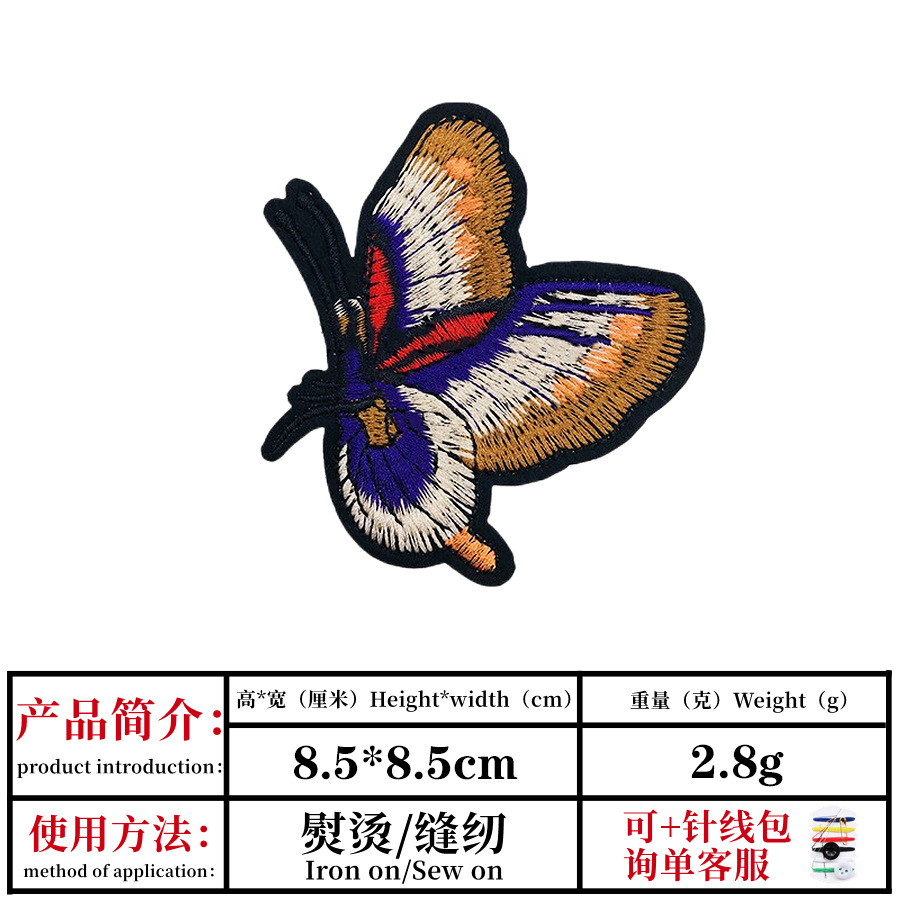 产品简介：
product introduction：
高*宽（厘米）Height*width（cm）
重量（克）Weight（g）
8.5*8.5cm
2.8g
使用方法：
method of application：
熨烫/缝纫
Iron on/Sew on
可+针线包
询单客服